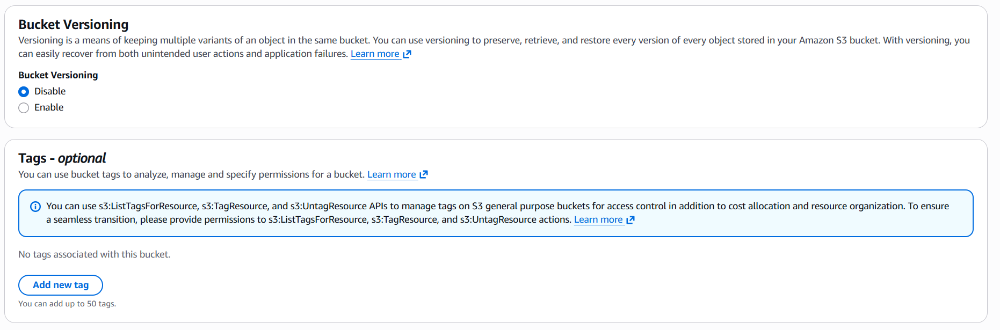 Bucket Versioning
Versioning is a means of keeping multiple variants of an object in the same bucket. You can use versioning to preserve, retrieve, and restore every version of every object stored in your Amazon S3 bucket. With versioning, you
can easily recover from both unintended user actions and application failures. Learn more
Bucket Versioning
Disable
Enable
Tags - optional
You can use bucket tags to analyze, manage and specify permissions for a bucket. Learn more
You can use s3:ListTagsForResource, s3:TagResource, and s3:UntagResource APIs to manage tags on S3 general purpose buckets for access control in addition to cost allocation and resource organization. To ensure
a seamless transition, please provide permissions to s3:ListTagsForResource, s3:TagResource, and s3:UntagResource actions. Learn more
No tags associated with this bucket.
Add new tag
You can add up to 50 tags.